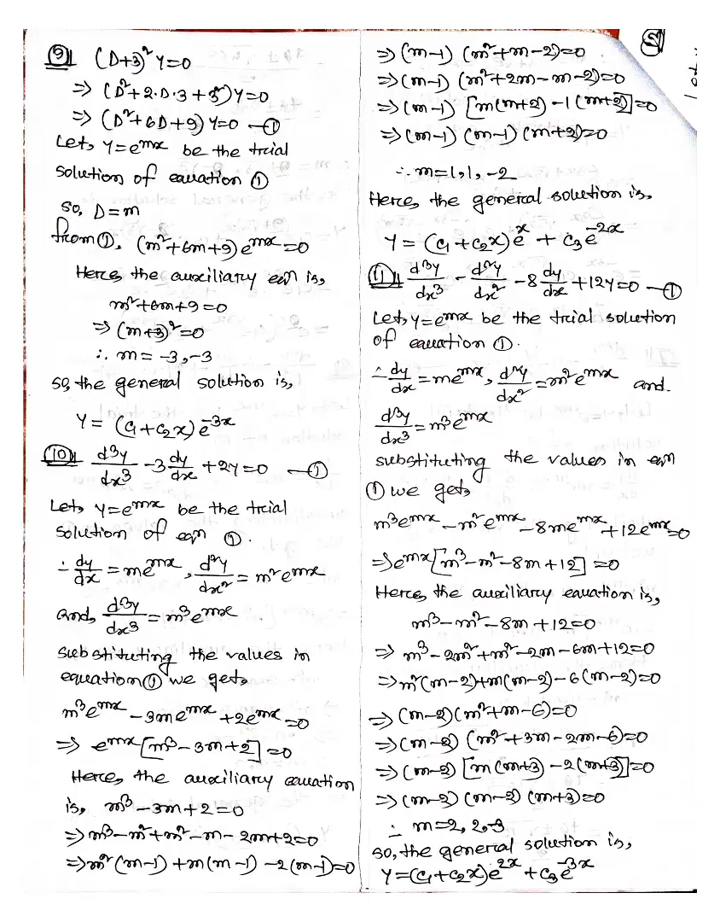 ⑨ (D+3)² y=0
⇒ (D²+2.D.3+3²)y=0
⇒ (D²+6D+9)y=0 —①
Let, y=e^{mx} be the trial
solution of equation ①
so, D=m
from①, (m²+6m+9)e^{mx}=0
Here, the auxiliary eqn is,
m²+6m+9=0
⇒(m+3)²=0
∴ m=-3,-3
so, the general solution is,
y=(c₁+c₂x)e^{-3x}
⑩ d³y/dx³ -3 dy/dx +2y=0 —①
Let, y=e^{mx} be the trial
solution of eqn ①.
∴ dy/dx = me^{mx}, d²y/dx² = m²e^{mx}
and, d³y/dx³ = m³e^{mx}
substituting the values in
equation① we get,
m³e^{mx} - 3me^{mx} + 2e^{mx} = 0
⇒ e^{mx}[m³-3m+2]=0
Here, the auxiliary equation
is, m³-3m+2=0
⇒m³-m²+m²-m-2m+2=0
⇒m²(m-1)+m(m-1)-2(m-1)=0
⇒(m-1)(m²+m-2)=0
⇒(m-1)(m²+2m-m-2)=0
⇒(m-1)[m(m+2)-1(m+2)]=0
⇒(m-1)(m-1)(m+2)=0
∴ m=1,1,-2
Here, the general solution is,
y=(c₁+c₂x)e^{x}+c₃e^{-2x}
⑪ d³y/dx³ - d²y/dx² -8 dy/dx +12y=0 —①
Let, y=e^{mx} be the trial solution
of equation ①.
∴ dy/dx = me^{mx}, d²y/dx² = m²e^{mx} and.
d³y/dx³ = m³e^{mx}
substituting the values in eqn
① we get,
m³e^{mx} - m²e^{mx} - 8me^{mx} + 12e^{mx} = 0
⇒e^{mx}[m³-m²-8m+12]=0
Here, the auxiliary equation is,
m³-m²-8m+12=0
⇒ m³-2m²+m²-2m-6m+12=0
⇒m²(m-2)+m(m-2)-6(m-2)=0
⇒(m-2)(m²+m-6)=0
⇒(m-2)(m²+3m-2m-6)=0
⇒(m-2)[m(m+3)-2(m+3)]=0
⇒(m-2)(m-2)(m+3)=0
∴ m=2,2,-3
so, the general solution is,
y=(c₁+c₂x)e^{2x}+c₃e^{-3x}